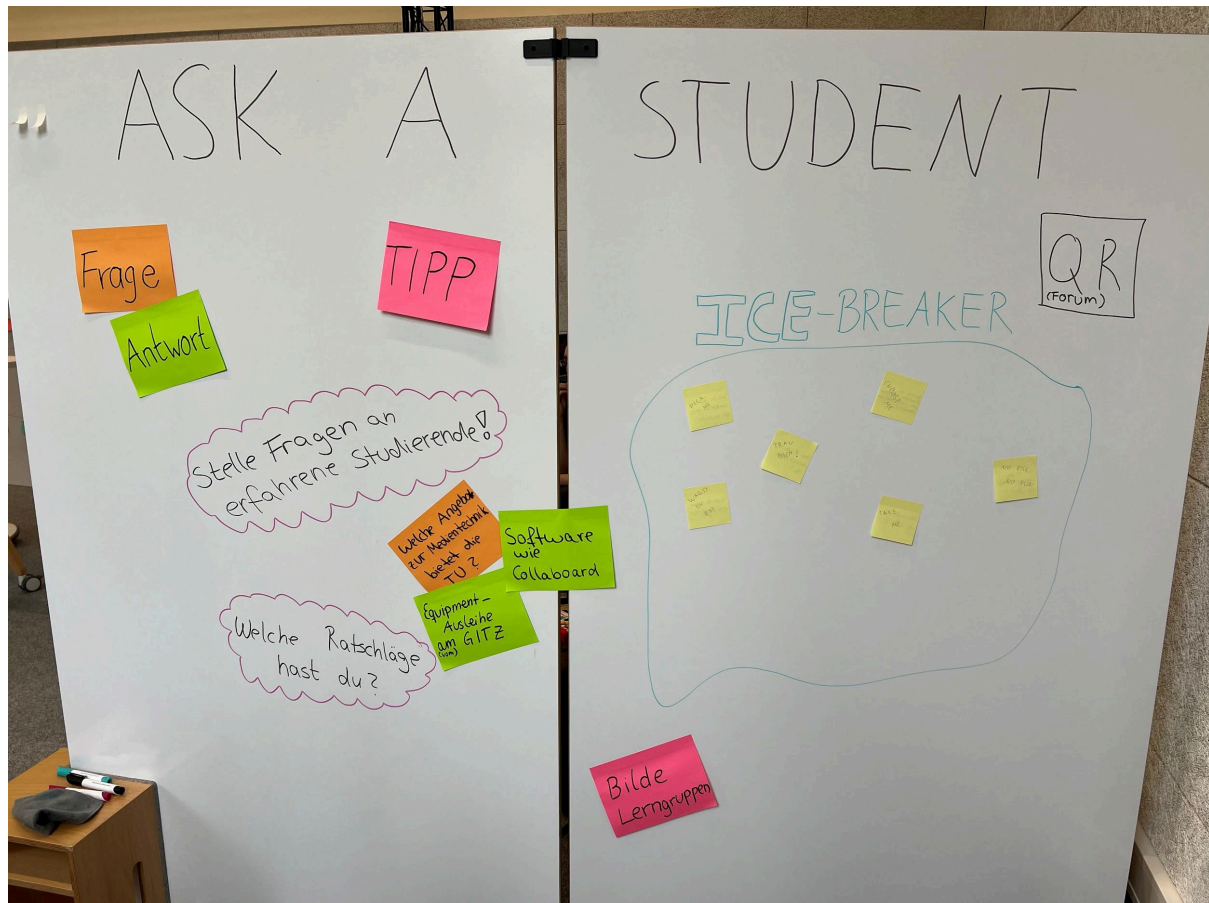 ASK A STUDENT
Frage
Antwort
TIPP
QR
(Forum)
ICE-BREAKER
Stelle Fragen an
erfahrene Studierende!
Welche Angebote
zur Medientechnik
bietet die
TU?
Software
wie
Collaboard
Equipment-
Ausleihe
am GITZ
(vom)
Welche Ratschläge
hast du?
Bilde
Lerngruppen